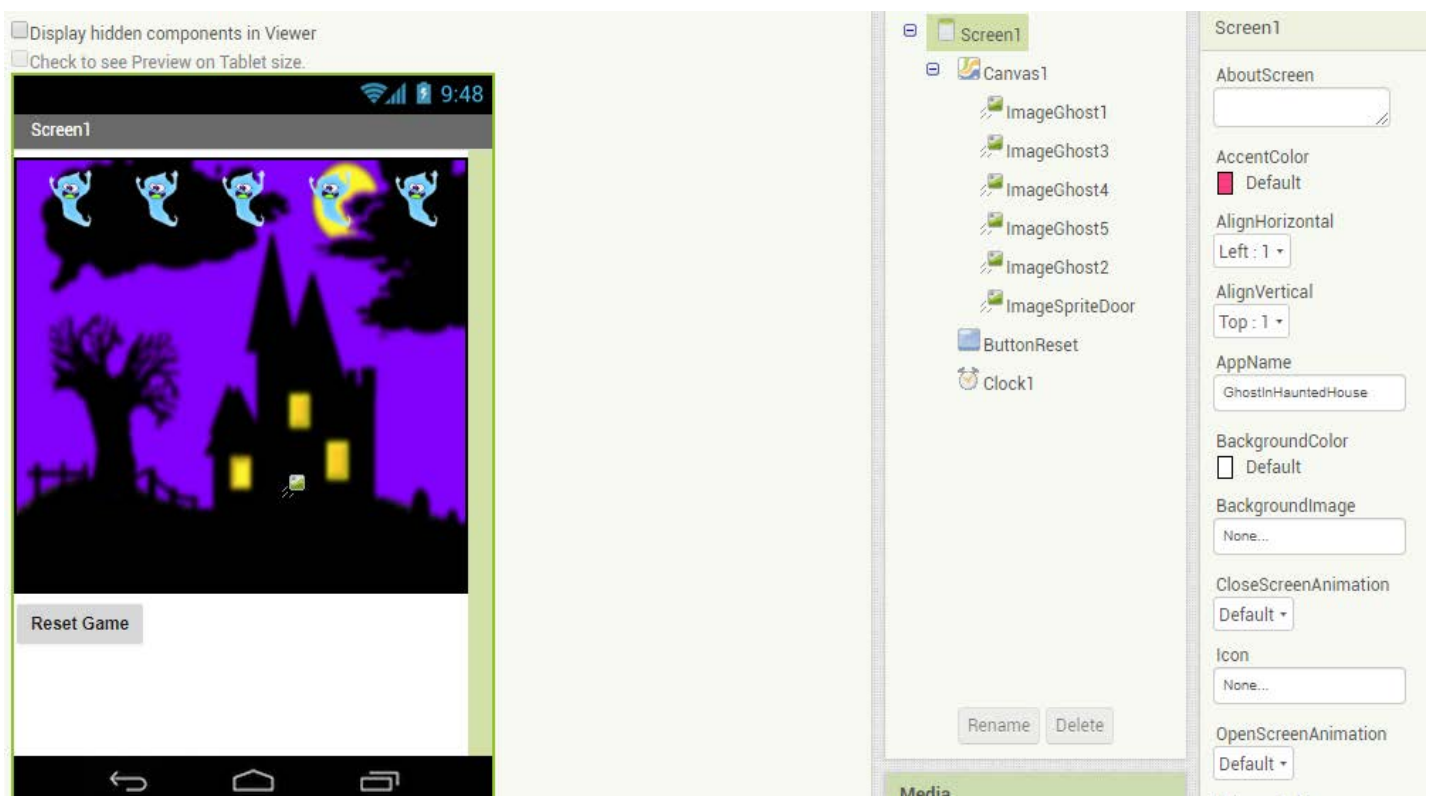 Display hidden components in Viewer
Check to see Preview on Tablet size.
9:48
Screen1
Reset Game
Screen1
Canvas1
ImageGhost1
ImageGhost3
ImageGhost4
ImageGhost5
ImageGhost2
ImageSpriteDoor
ButtonReset
Clock1
Rename Delete
Media
Screen1
AboutScreen
AccentColor
Default
AlignHorizontal
Left : 1
AlignVertical
Top : 1
AppName
GhostInHauntedHouse
BackgroundColor
Default
BackgroundImage
None...
CloseScreenAnimation
Default
Icon
None...
OpenScreenAnimation
Default